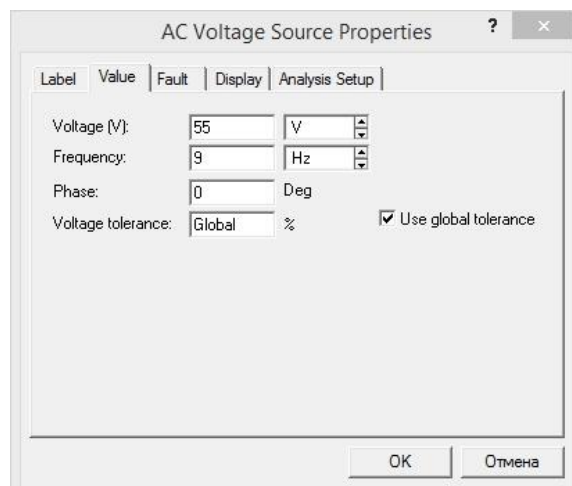 AC Voltage Source Properties ? ×
Label Value Fault Display Analysis Setup
Voltage (V): 55 V
Frequency: 9 Hz
Phase: 0 Deg
Voltage tolerance: Global % Use global tolerance
OK Отмена